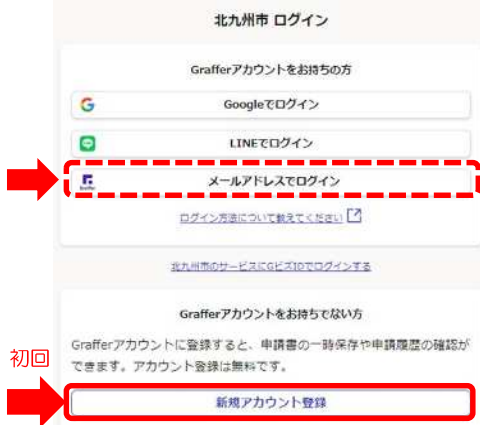 北九州市 ログイン
Grafferアカウントをお持ちの方
Googleでログイン
LINEでログイン
メールアドレスでログイン
ログイン方法について教えてください
北九州市のサービスにGビズIDでログインする
Grafferアカウントをお持ちでない方
Grafferアカウントに登録すると、申請書の一時保存や申請履歴の確認が
できます。アカウント登録は無料です。
初回
新規アカウント登録